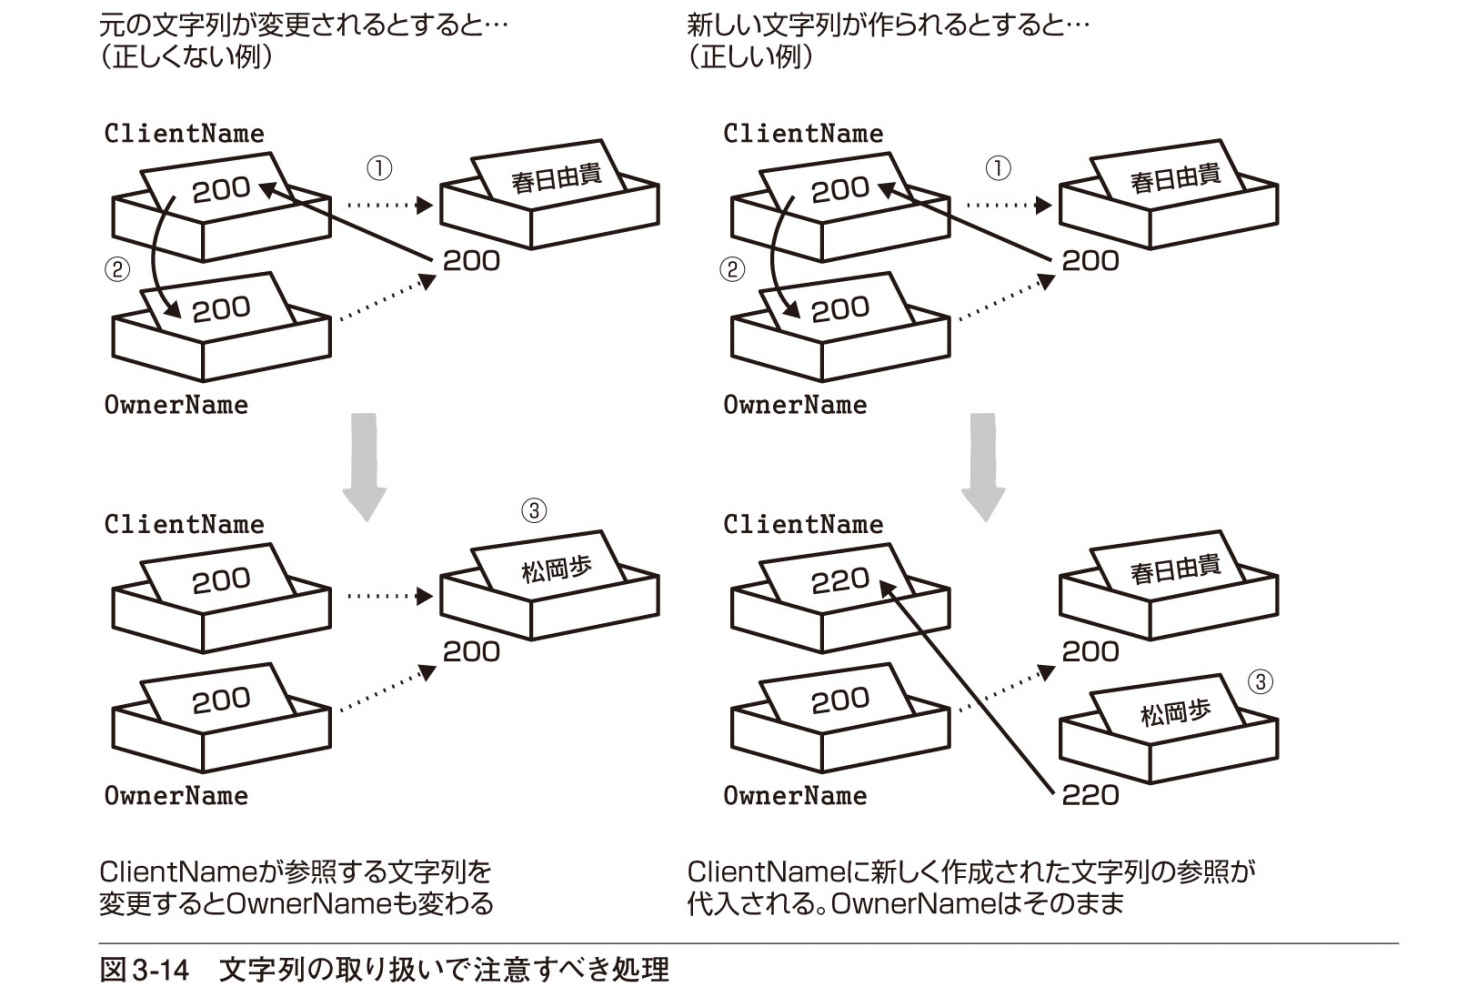 元の文字列が変更されるとすると…
（正しくない例）
ClientName
200
①
春日由貴
200
②
200
OwnerName
ClientName
200
③
松岡歩
200
200
OwnerName
ClientNameが参照する文字列を
変更するとOwnerNameも変わる
新しい文字列が作られるとすると…
（正しい例）
ClientName
200
①
春日由貴
200
②
200
OwnerName
ClientName
220
春日由貴
200
200
③
松岡歩
220
OwnerName
ClientNameに新しく作成された文字列の参照が
代入される。OwnerNameはそのまま
図3-14　文字列の取り扱いで注意すべき処理